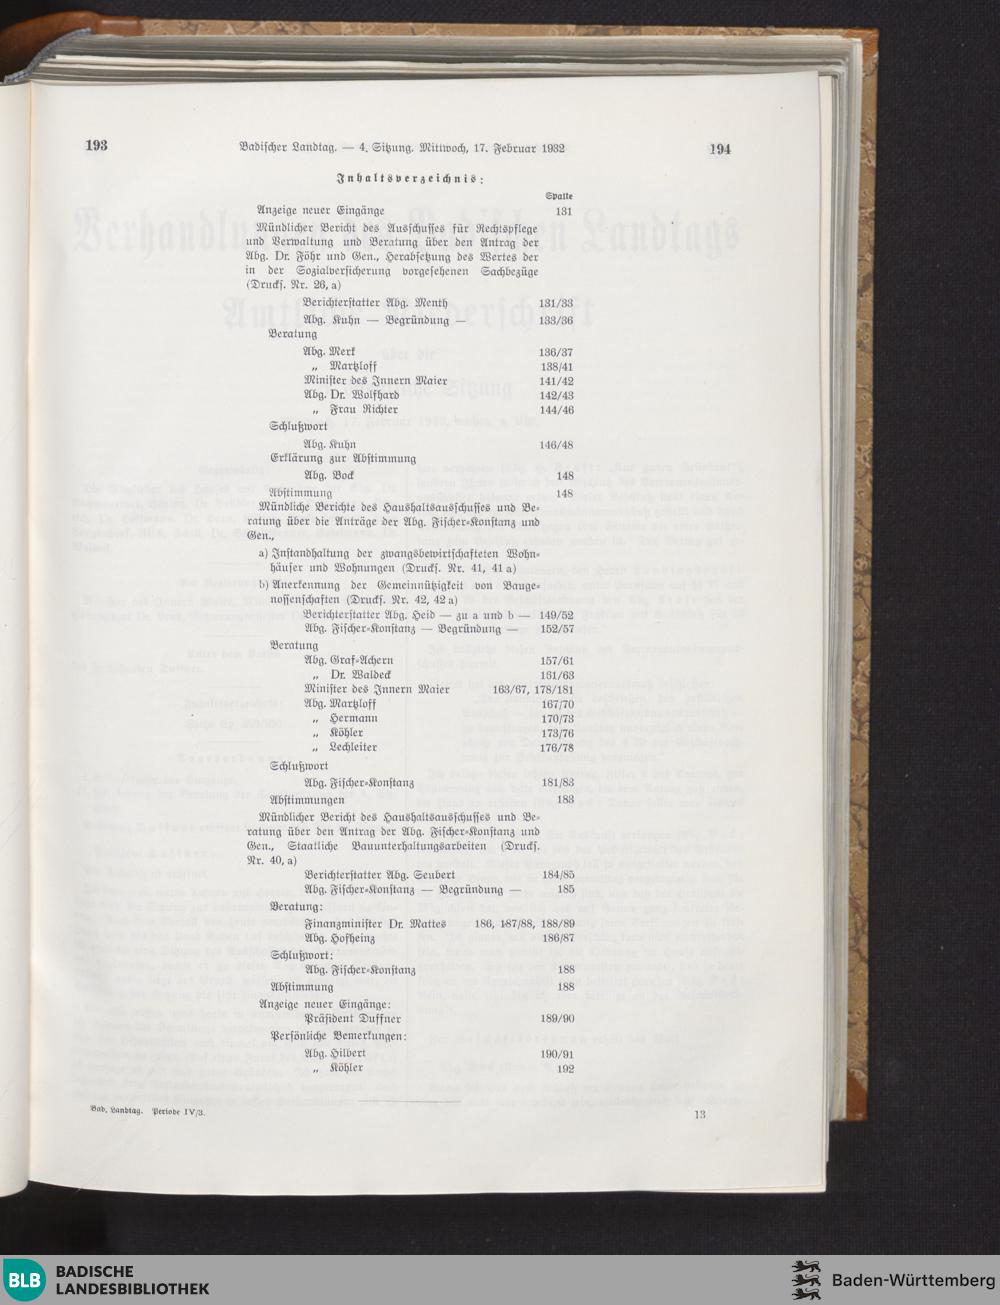 193
Badischer Landtag. — 4. Sitzung. Mittwoch, 17. Februar 1932
194
Inhaltsverzeichnis:
Spalte
Anzeige neuer Eingänge 131
Mündlicher Bericht des Ausschusses für Rechtspflege
und Verwaltung und Beratung über den Antrag der
Abg. Dr. Föhr und Gen., Herabsetzung des Wertes der
in der Sozialversicherung vorgesehenen Sachbezüge
(Drucks. Nr. 26, a)
Berichterstatter Abg. Menth 131/33
Abg. Kuhn — Begründung — 133/36
Beratung
Abg. Merk 136/37
„ Martzloff 138/41
Minister des Innern Maier 141/42
Abg. Dr. Wolfhard 142/43
„ Frau Richter 144/46
Schlußwort
Abg. Kuhn 146/48
Erklärung zur Abstimmung
Abg. Bock 148
Abstimmung 148
Mündliche Berichte des Haushaltsausschusses und Be-
ratung über die Anträge der Abg. Fischer-Konstanz und
Gen.,
a) Instandhaltung der zwangsbewirtschafteten Wohn-
häuser und Wohnungen (Drucks. Nr. 41, 41 a)
b) Anerkennung der Gemeinnützigkeit von Bauge-
nossenschaften (Drucks. Nr. 42, 42 a)
Berichterstatter Abg. Heid — zu a und b — 149/52
Abg. Fischer-Konstanz — Begründung — 152/57
Beratung
Abg. Graf-Achern 157/61
„ Dr. Waldeck 161/63
Minister des Innern Maier 163/67, 178/181
Abg. Martzloff 167/70
„ Hermann 170/73
„ Köhler 173/76
„ Lechleiter 176/78
Schlußwort
Abg. Fischer-Konstanz 181/83
Abstimmungen 183
Mündlicher Bericht des Haushaltsausschusses und Be-
ratung über den Antrag der Abg. Fischer-Konstanz und
Gen., Staatliche Bauunterhaltungsarbeiten (Drucks.
Nr. 40, a)
Berichterstatter Abg. Seubert 184/85
Abg. Fischer-Konstanz — Begründung — 185
Beratung:
Finanzminister Dr. Mattes 186, 187/88, 188/89
Abg. Hofheinz 186/87
Schlußwort:
Abg. Fischer-Konstanz 188
Abstimmung 188
Anzeige neuer Eingänge:
Präsident Duffner 189/90
Persönliche Bemerkungen:
Abg. Hilbert 190/91
„ Köhler 192
Bad. Landtag. Periode IV/3.
13
BLB
BADISCHE
LANDESBIBLIOTHEK
Baden-Württemberg